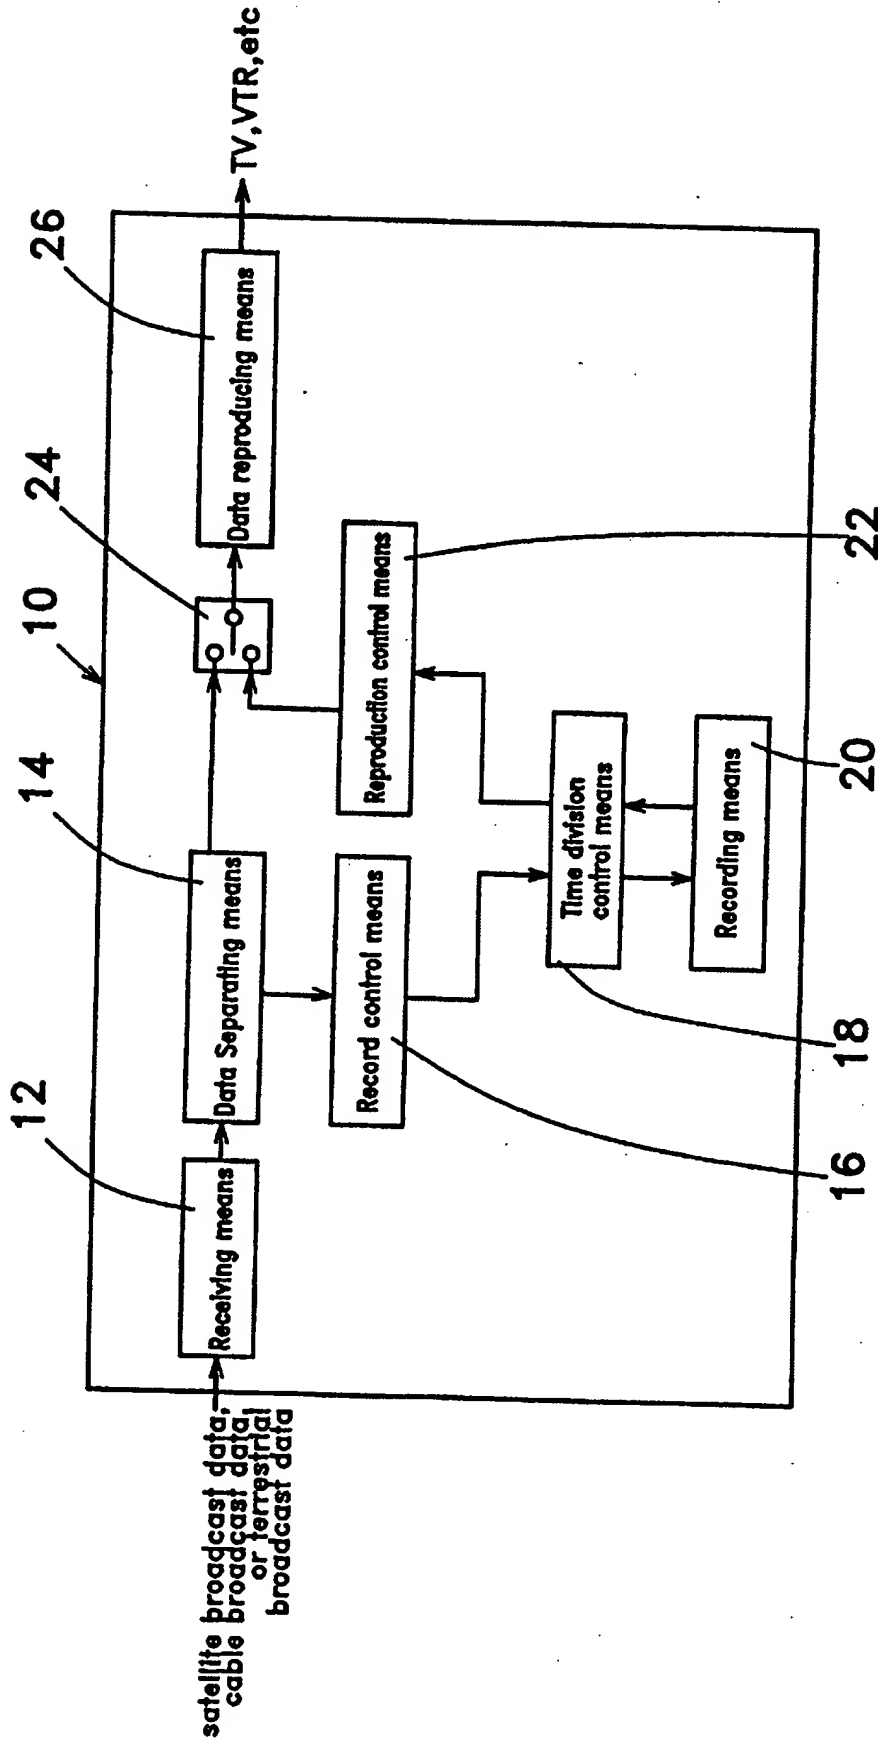 12
14
10
24
26
satellite broadcast data,
cable broadcast data,
or terrestrial
broadcast data
Receiving means
Data Separating means
Data reproducing means
TV,VTR,etc
Record control means
Reproduction control means
Time division
control means
Recording means
16
18
20
22